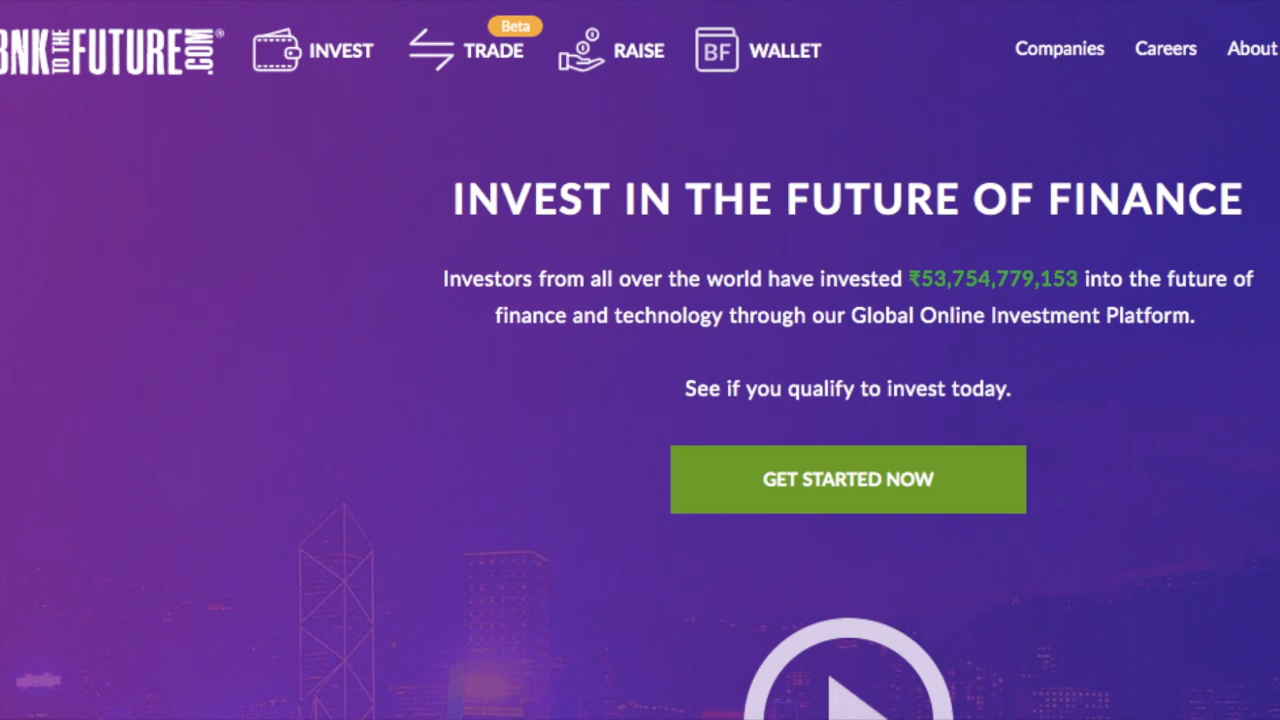 BNK TO THE FUTURE .COM®
INVEST
Beta
TRADE
RAISE
BF WALLET
Companies Careers About
INVEST IN THE FUTURE OF FINANCE
Investors from all over the world have invested ₹53,754,779,153 into the future of
finance and technology through our Global Online Investment Platform.
See if you qualify to invest today.
GET STARTED NOW